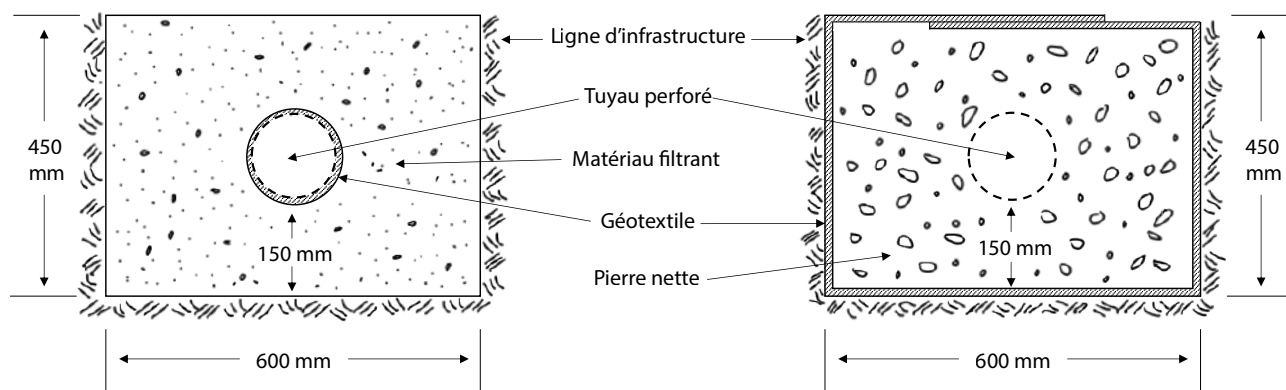 Ligne d’infrastructure
Tuyau perforé
450
mm
Matériau filtrant
450
mm
Géotextile
150 mm
150 mm
Pierre nette
600 mm
600 mm